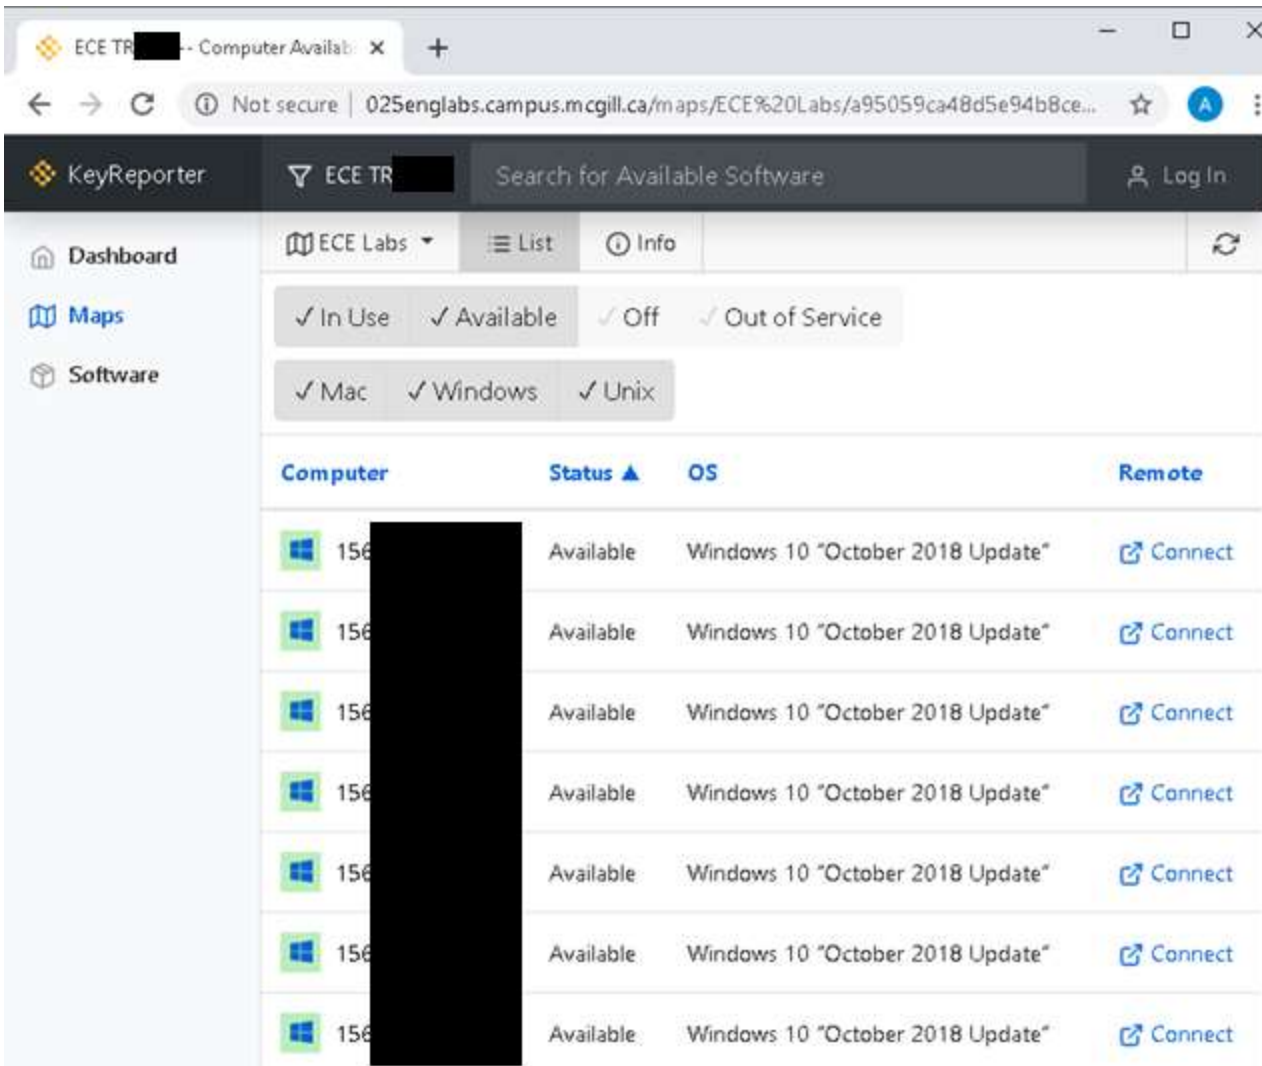 ECE TR -- Computer Availab
Not secure | 025englabs.campus.mcgill.ca/maps/ECE%20Labs/a95059ca48d5e94b8ce...
A
KeyReporter ECE TR Search for Available Software Log In
Dashboard
Maps
Software
ECE Labs List Info
✓ In Use ✓ Available ✓ Off ✓ Out of Service
✓ Mac ✓ Windows ✓ Unix
Computer Status ▲ OS Remote
156 Available Windows 10 "October 2018 Update" Connect
156 Available Windows 10 "October 2018 Update" Connect
156 Available Windows 10 "October 2018 Update" Connect
156 Available Windows 10 "October 2018 Update" Connect
156 Available Windows 10 "October 2018 Update" Connect
156 Available Windows 10 "October 2018 Update" Connect
156 Available Windows 10 "October 2018 Update" Connect